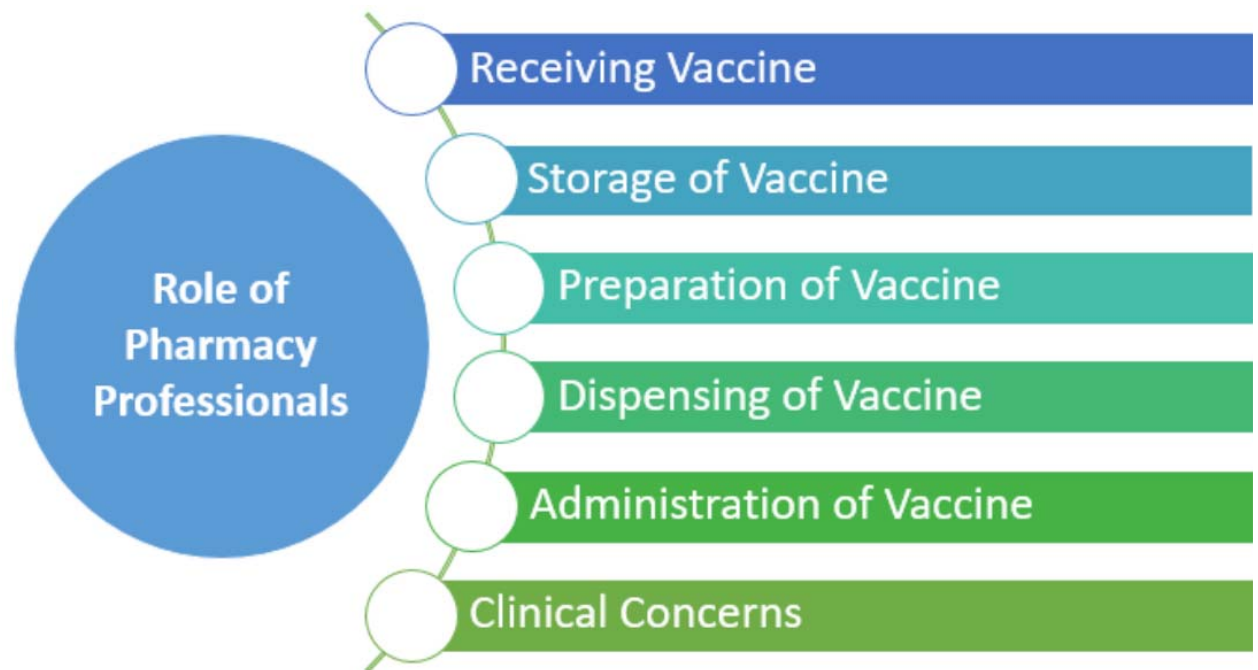 Role of
Pharmacy
Professionals
Receiving Vaccine
Storage of Vaccine
Preparation of Vaccine
Dispensing of Vaccine
Administration of Vaccine
Clinical Concerns